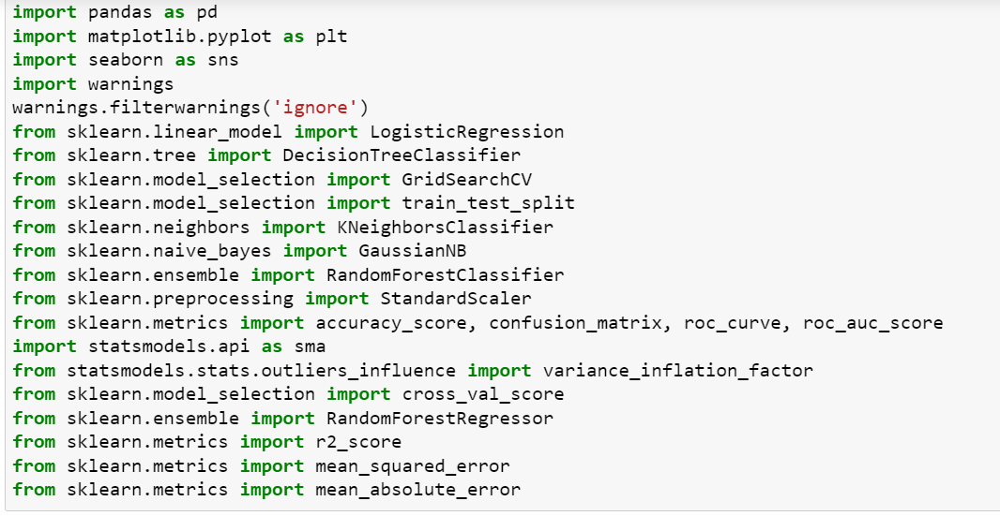 import pandas as pd
import matplotlib.pyplot as plt
import seaborn as sns
import warnings
warnings.filterwarnings('ignore')
from sklearn.linear_model import LogisticRegression
from sklearn.tree import DecisionTreeClassifier
from sklearn.model_selection import GridSearchCV
from sklearn.model_selection import train_test_split
from sklearn.neighbors import KNeighborsClassifier
from sklearn.naive_bayes import GaussianNB
from sklearn.ensemble import RandomForestClassifier
from sklearn.preprocessing import StandardScaler
from sklearn.metrics import accuracy_score, confusion_matrix, roc_curve, roc_auc_score
import statsmodels.api as sma
from statsmodels.stats.outliers_influence import variance_inflation_factor
from sklearn.model_selection import cross_val_score
from sklearn.ensemble import RandomForestRegressor
from sklearn.metrics import r2_score
from sklearn.metrics import mean_squared_error
from sklearn.metrics import mean_absolute_error